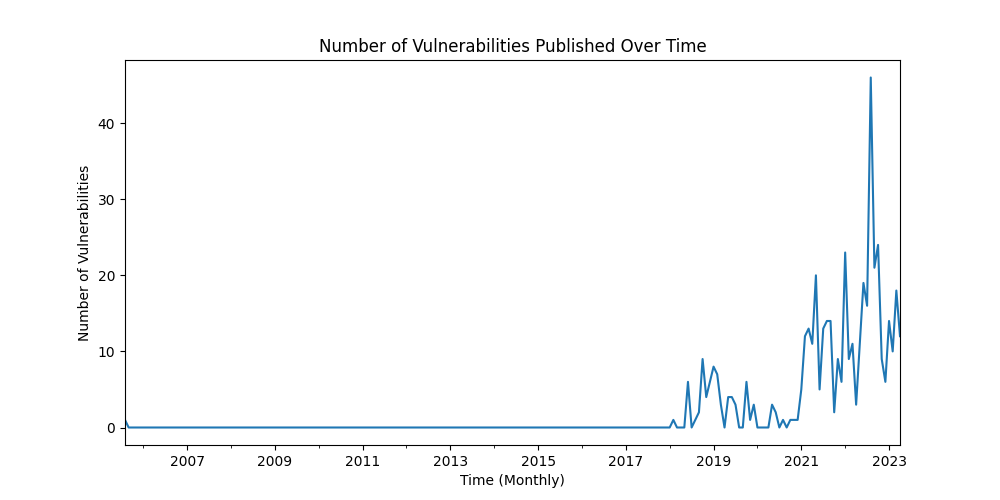 Number of Vulnerabilities Published Over Time
Number of Vulnerabilities
40
30
20
10
0
2007 2009 2011 2013 2015 2017 2019 2021 2023
Time (Monthly)